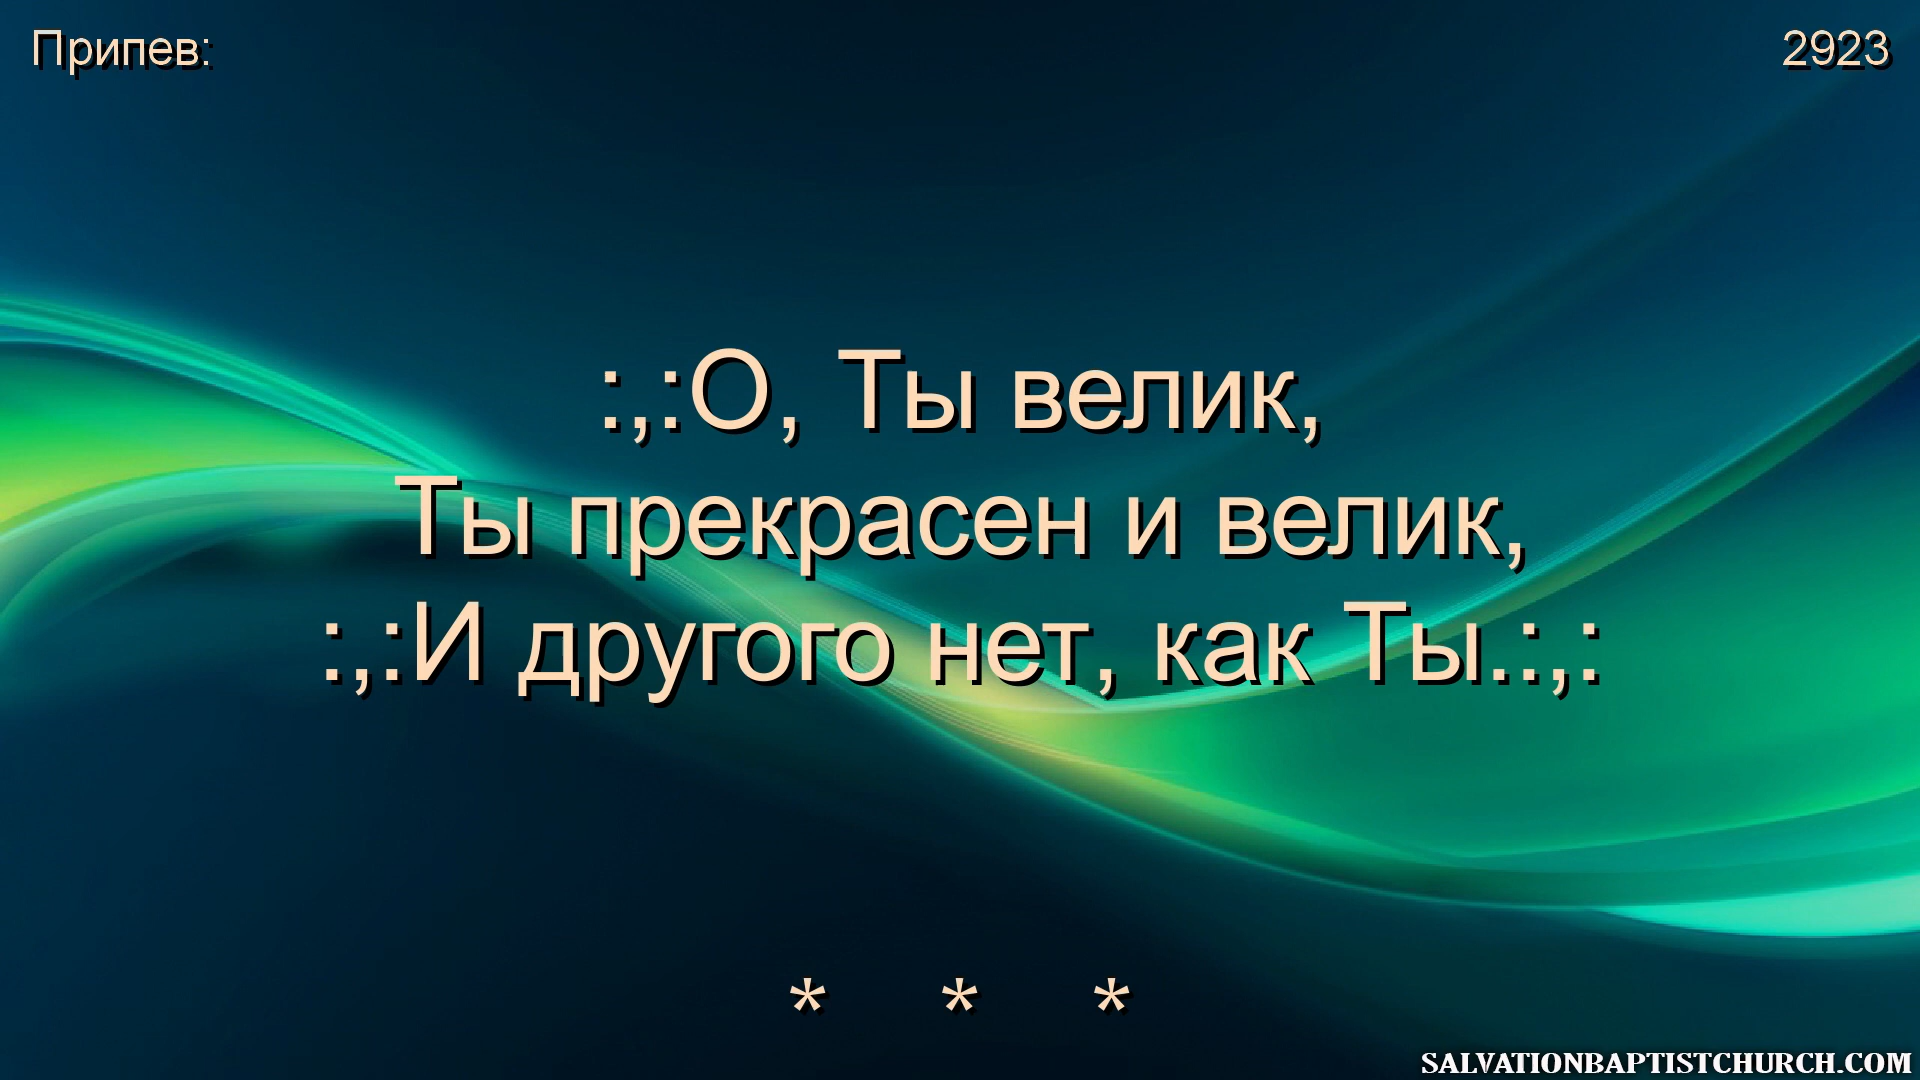 Припев:
2923
:,:О, Ты велик,
Ты прекрасен и велик,
:,:И другого нет, как Ты.:,:
* * *
SALVATIONBAPTISTCHURCH.COM